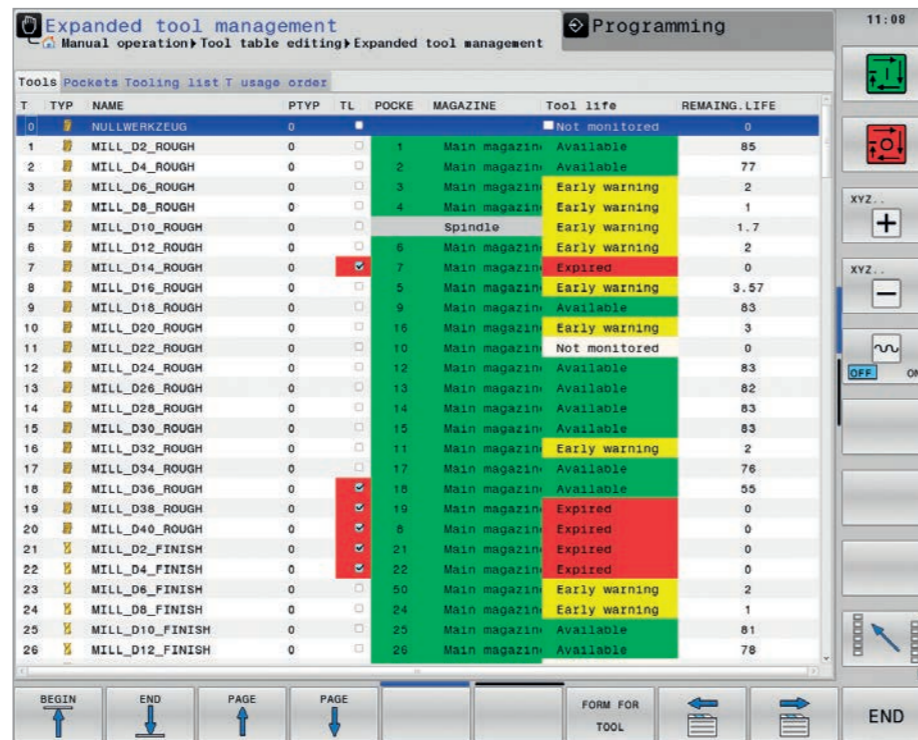 Expanded tool management
Programming
11:08
Manual operation Tool table editing Expanded tool management
Tools Pockets Tooling list T usage order
T TYP NAME PTYP TL POCKE MAGAZINE Tool life REMAING.LIFE
0 NULLWERKZEUG 0 Not monitored 0
1 MILL_D2_ROUGH 0 1 Main magazin Available 85
2 MILL_D4_ROUGH 0 2 Main magazin Available 77
3 MILL_D6_ROUGH 0 3 Main magazin Early warning 2
4 MILL_D8_ROUGH 0 4 Main magazin Early warning 1
5 MILL_D10_ROUGH 0 Spindle Early warning 1.7
6 MILL_D12_ROUGH 0 6 Main magazin Early warning 2
7 MILL_D14_ROUGH 0 7 Main magazin Expired 0
8 MILL_D16_ROUGH 0 5 Main magazin Early warning 3.57
9 MILL_D18_ROUGH 0 9 Main magazin Available 83
10 MILL_D20_ROUGH 0 16 Main magazin Early warning 3
11 MILL_D22_ROUGH 0 10 Main magazin Not monitored 0
12 MILL_D24_ROUGH 0 12 Main magazin Available 83
13 MILL_D26_ROUGH 0 13 Main magazin Available 82
14 MILL_D28_ROUGH 0 14 Main magazin Available 83
15 MILL_D30_ROUGH 0 15 Main magazin Available 83
16 MILL_D32_ROUGH 0 11 Main magazin Early warning 2
17 MILL_D34_ROUGH 0 17 Main magazin Available 76
18 MILL_D36_ROUGH 0 18 Main magazin Available 55
19 MILL_D38_ROUGH 0 19 Main magazin Expired 0
20 MILL_D40_ROUGH 0 8 Main magazin Expired 0
21 MILL_D2_FINISH 0 21 Main magazin Expired 0
22 MILL_D4_FINISH 0 22 Main magazin Expired 0
23 MILL_D6_FINISH 0 50 Main magazin Early warning 2
24 MILL_D8_FINISH 0 24 Main magazin Early warning 1
25 MILL_D10_FINISH 0 25 Main magazin Available 81
26 MILL_D12_FINISH 0 26 Main magazin Available 78
XYZ..
+
XYZ..
−
OFF ON
BEGIN
END
PAGE
PAGE
FORM FOR
TOOL
END